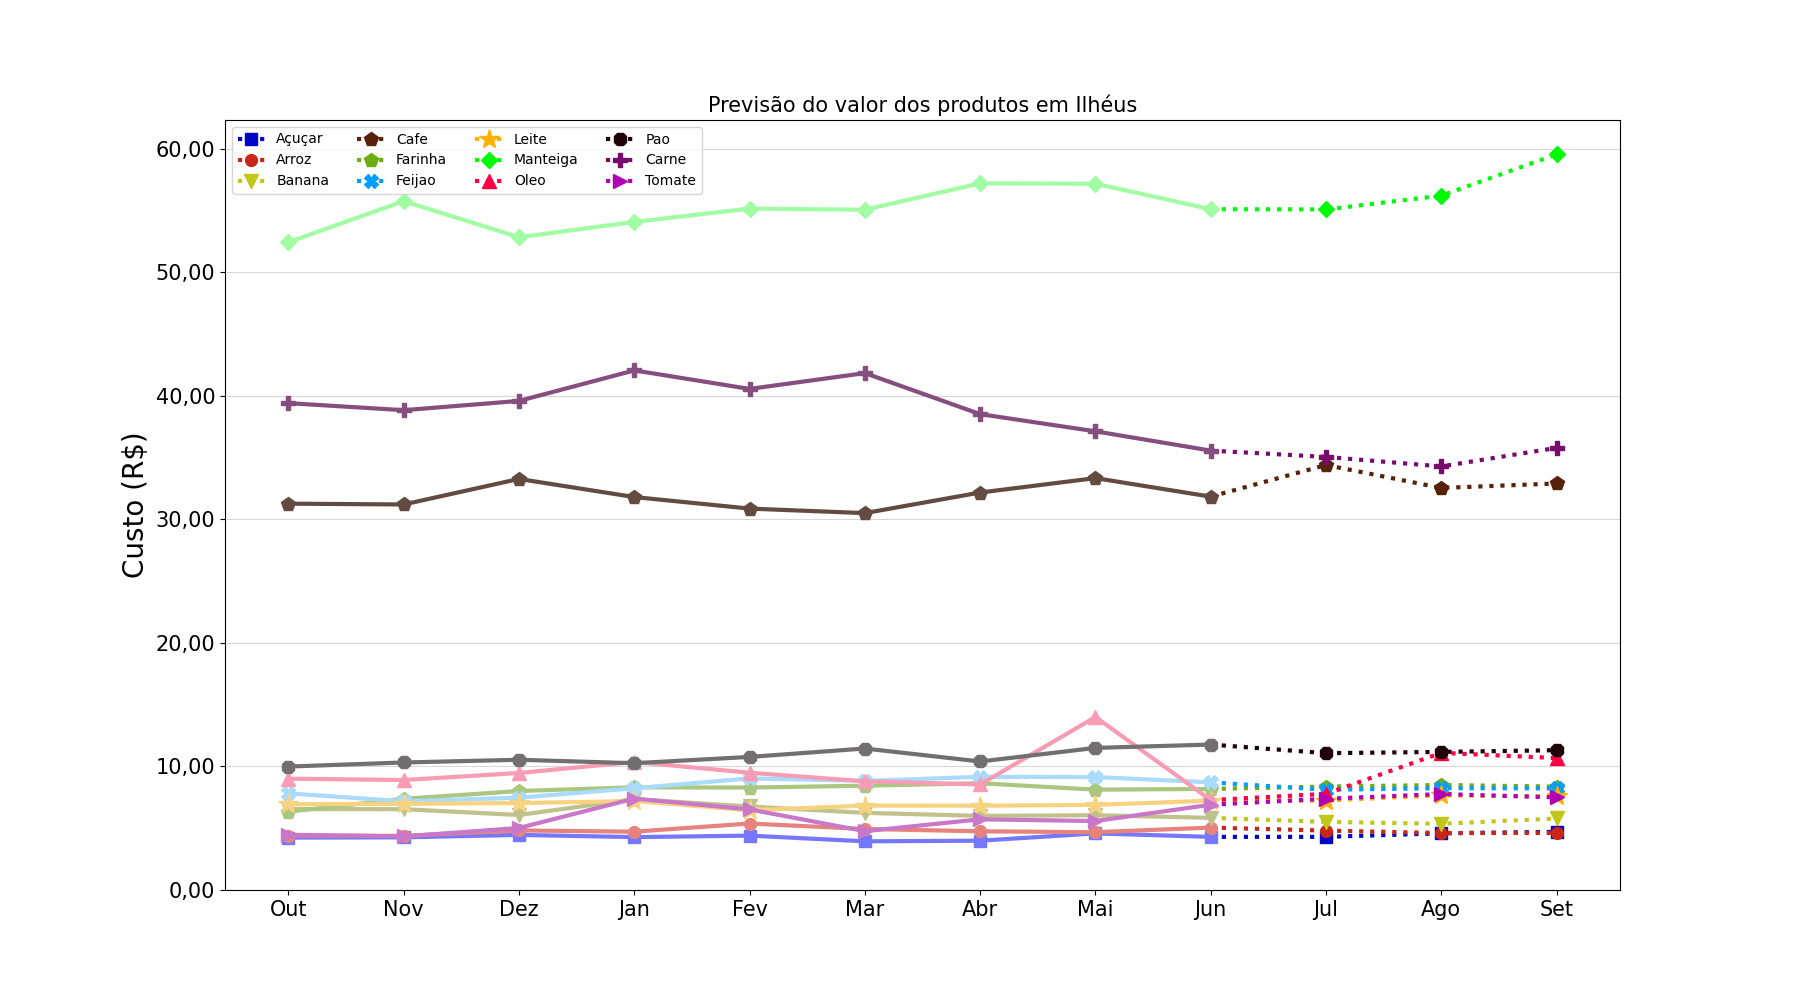 Previsão do valor dos produtos em Ilhéus
Açuçar Cafe Leite Pao
Arroz Farinha Manteiga Carne
Banana Feijao Oleo Tomate
60,00
50,00
40,00
30,00
20,00
10,00
0,00
Custo (R$)
Out Nov Dez Jan Fev Mar Abr Mai Jun Jul Ago Set